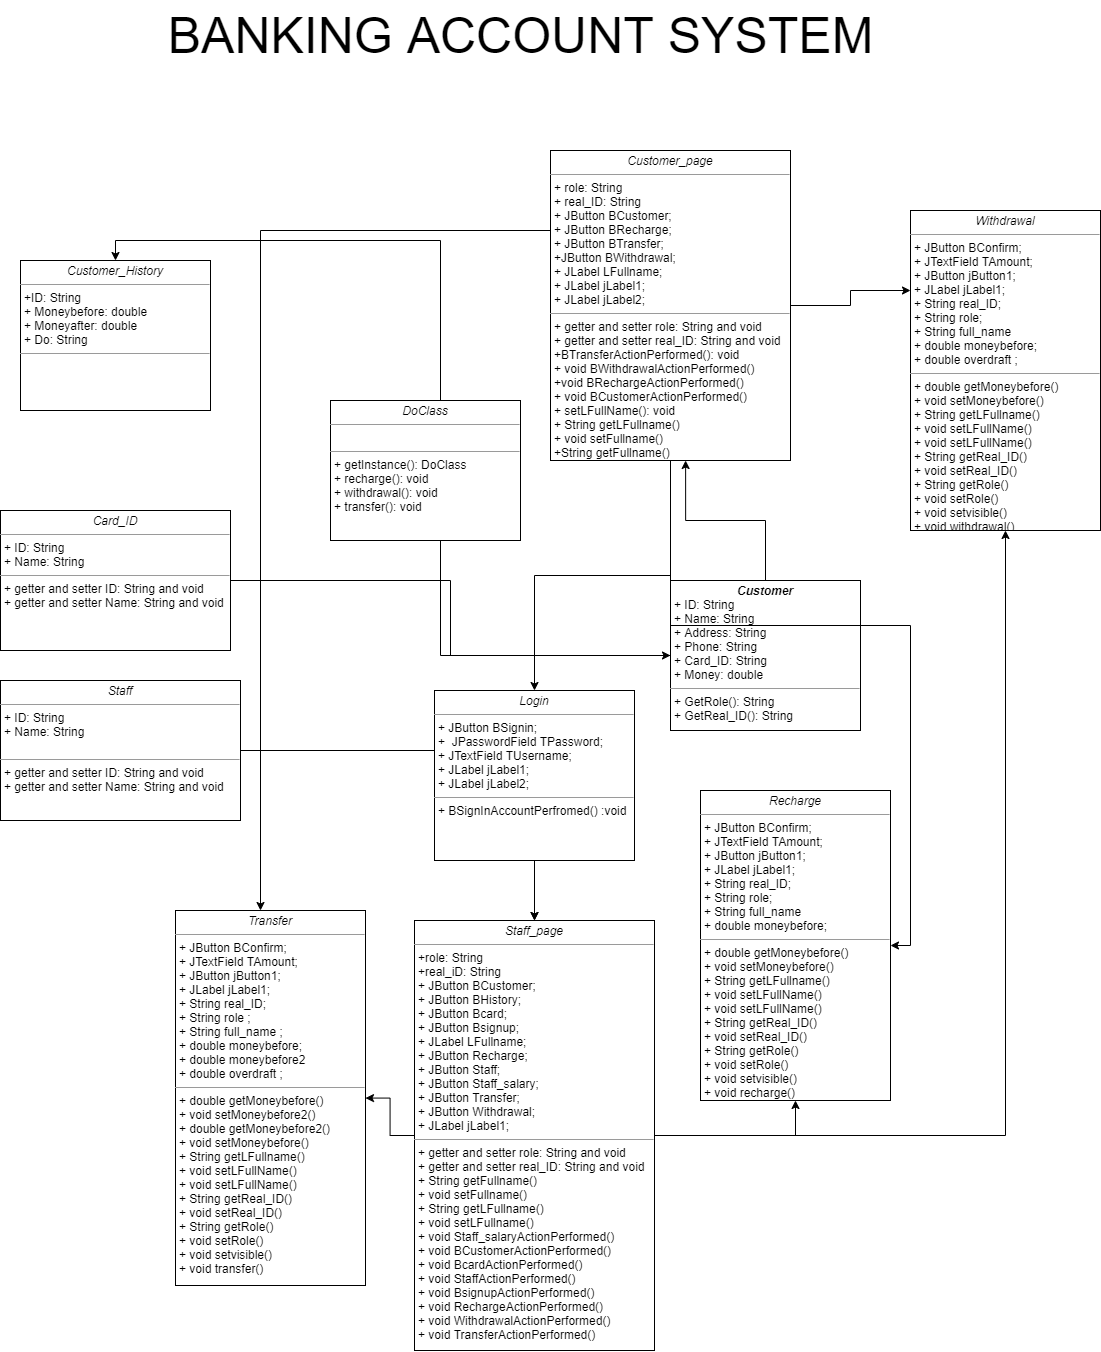 BANKING ACCOUNT SYSTEM
Customer_page
+ role: String
+ real_ID: String
+ JButton BCustomer;
+ JButton BRecharge;
+ JButton BTransfer;
+JButton BWithdrawal;
+ JLabel LFullname;
+ JLabel jLabel1;
+ JLabel jLabel2;
+ getter and setter role: String and void
+ getter and setter real_ID: String and void
+BTransferActionPerformed(): void
+ void BWithdrawalActionPerformed()
+void BRechargeActionPerformed()
+ void BCustomerActionPerformed()
+ setLFullName(): void
+ String getLFullname()
+ void setFullname()
+String getFullname()
Withdrawal
+ JButton BConfirm;
+ JTextField TAmount;
+ JButton jButton1;
+ JLabel jLabel1;
+ String real_ID;
+ String role;
+ String full_name
+ double moneybefore;
+ double overdraft ;
+ double getMoneybefore()
+ void setMoneybefore()
+ String getLFullname()
+ void setLFullName()
+ void setLFullName()
+ String getReal_ID()
+ void setReal_ID()
+ String getRole()
+ void setRole()
+ void setvisible()
+ void withdrawal()
Customer_History
+ID: String
+ Moneybefore: double
+ Moneyafter: double
+ Do: String
DoClass
+ getInstance(): DoClass
+ recharge(): void
+ withdrawal(): void
+ transfer(): void
Card_ID
+ ID: String
+ Name: String
+ getter and setter ID: String and void
+ getter and setter Name: String and void
Customer
+ ID: String
+ Name: String
+ Address: String
+ Phone: String
+ Card_ID: String
+ Money: double
+ GetRole(): String
+ GetReal_ID(): String
Staff
+ ID: String
+ Name: String
+ getter and setter ID: String and void
+ getter and setter Name: String and void
Login
+ JButton BSignin;
+  JPasswordField TPassword;
+ JTextField TUsername;
+ JLabel jLabel1;
+ JLabel jLabel2;
+ BSignInAccountPerfromed() :void
Recharge
+ JButton BConfirm;
+ JTextField TAmount;
+ JButton jButton1;
+ JLabel jLabel1;
+ String real_ID;
+ String role;
+ String full_name
+ double moneybefore;
+ double getMoneybefore()
+ void setMoneybefore()
+ String getLFullname()
+ void setLFullName()
+ void setLFullName()
+ String getReal_ID()
+ void setReal_ID()
+ String getRole()
+ void setRole()
+ void setvisible()
+ void recharge()
Transfer
+ JButton BConfirm;
+ JTextField TAmount;
+ JButton jButton1;
+ JLabel jLabel1;
+ String real_ID;
+ String role ;
+ String full_name ;
+ double moneybefore;
+ double moneybefore2
+ double overdraft ;
+ double getMoneybefore()
+ void setMoneybefore2()
+ double getMoneybefore2()
+ void setMoneybefore()
+ String getLfullname()
+ void setLFullName()
+ void setLFullName()
+ String getReal_ID()
+ void setReal_ID()
+ String getRole()
+ void setRole()
+ void setvisible()
+ void transfer()
Staff_page
+role: String
+real_iD: String
+ JButton BCustomer;
+ JButton BHistory;
+ JButton Bcard;
+ JButton Bsignup;
+ JLabel LFullname;
+ JButton Recharge;
+ JButton Staff;
+ JButton Staff_salary;
+ JButton Transfer;
+ JButton Withdrawal;
+ JLabel jLabel1;
+ getter and setter role: String and void
+ getter and setter real_ID: String and void
+ String getFullname()
+ void setFullname()
+ String getLFullname()
+ void setLFullname()
+ void Staff_salaryActionPerformed()
+ void BCustomerActionPerformed()
+ void BcardActionPerformed()
+ void StaffActionPerformed()
+ void BsignupActionPerformed()
+ void RechargeActionPerformed()
+ void WithdrawalActionPerformed()
+ void TransferActionPerformed()